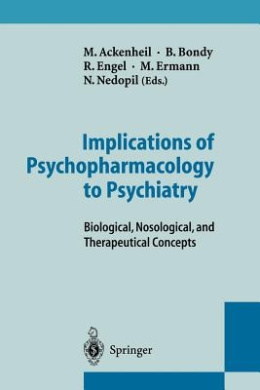 M. Ackenheil · B. Bondy
R. Engel · M. Ermann
N. Nedopil (Eds.)
Implications of
Psychopharmacology
to Psychiatry
Biological, Nosological, and
Therapeutical Concepts
Springer